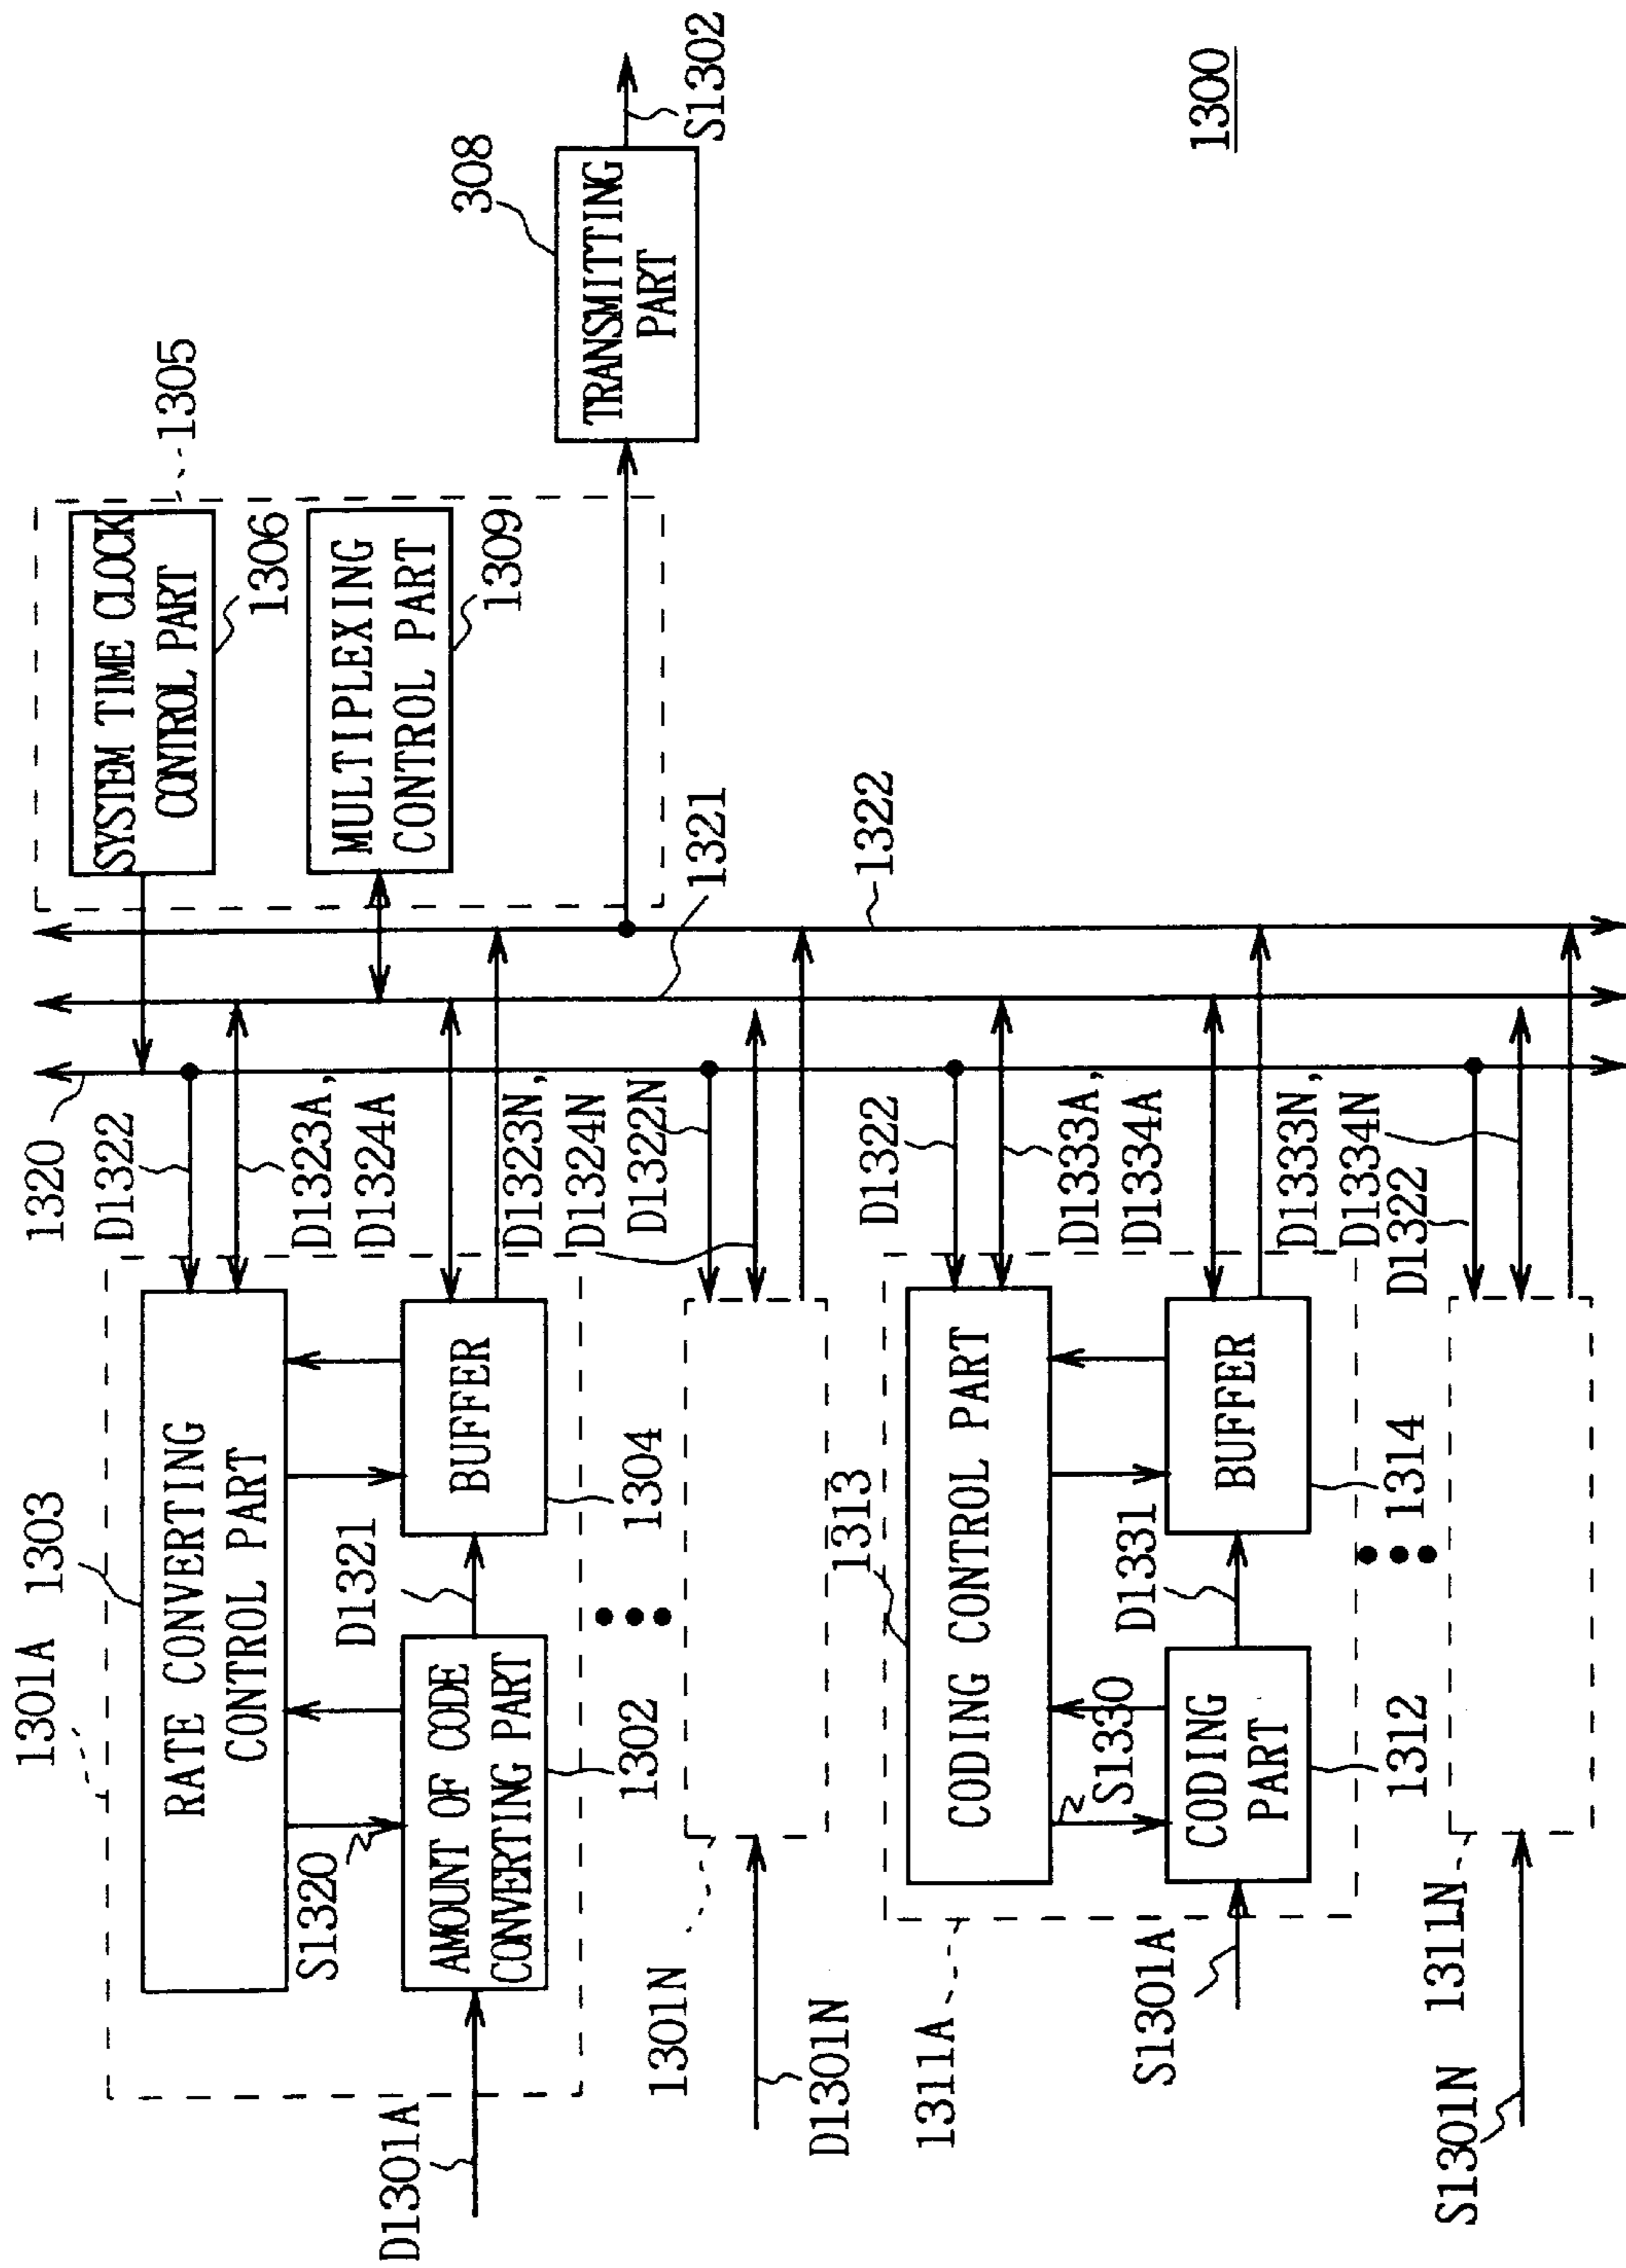 1300
1305
SYSTEM TIME CLOCK
CONTROL PART
1306
MULTIPLEXING
CONTROL PART
1309
308
TRANSMITTING
PART
S1302
1320
1321
1322
D1322
D1323A,
D1324A
D1323N,
D1324N
D1322N
D1322
D1333A,
D1334A
D1333N,
D1334N
D1322
1301A
1303
RATE CONVERTING
CONTROL PART
S1320
D1321
BUFFER
1304
AMOUNT OF CODE
CONVERTING PART
1302
D1301A
1301N
D1301N
1313
CODING CONTROL PART
S1330
D1331
BUFFER
1314
CODING
PART
1312
1311A
S1301A
1311N
S1301N